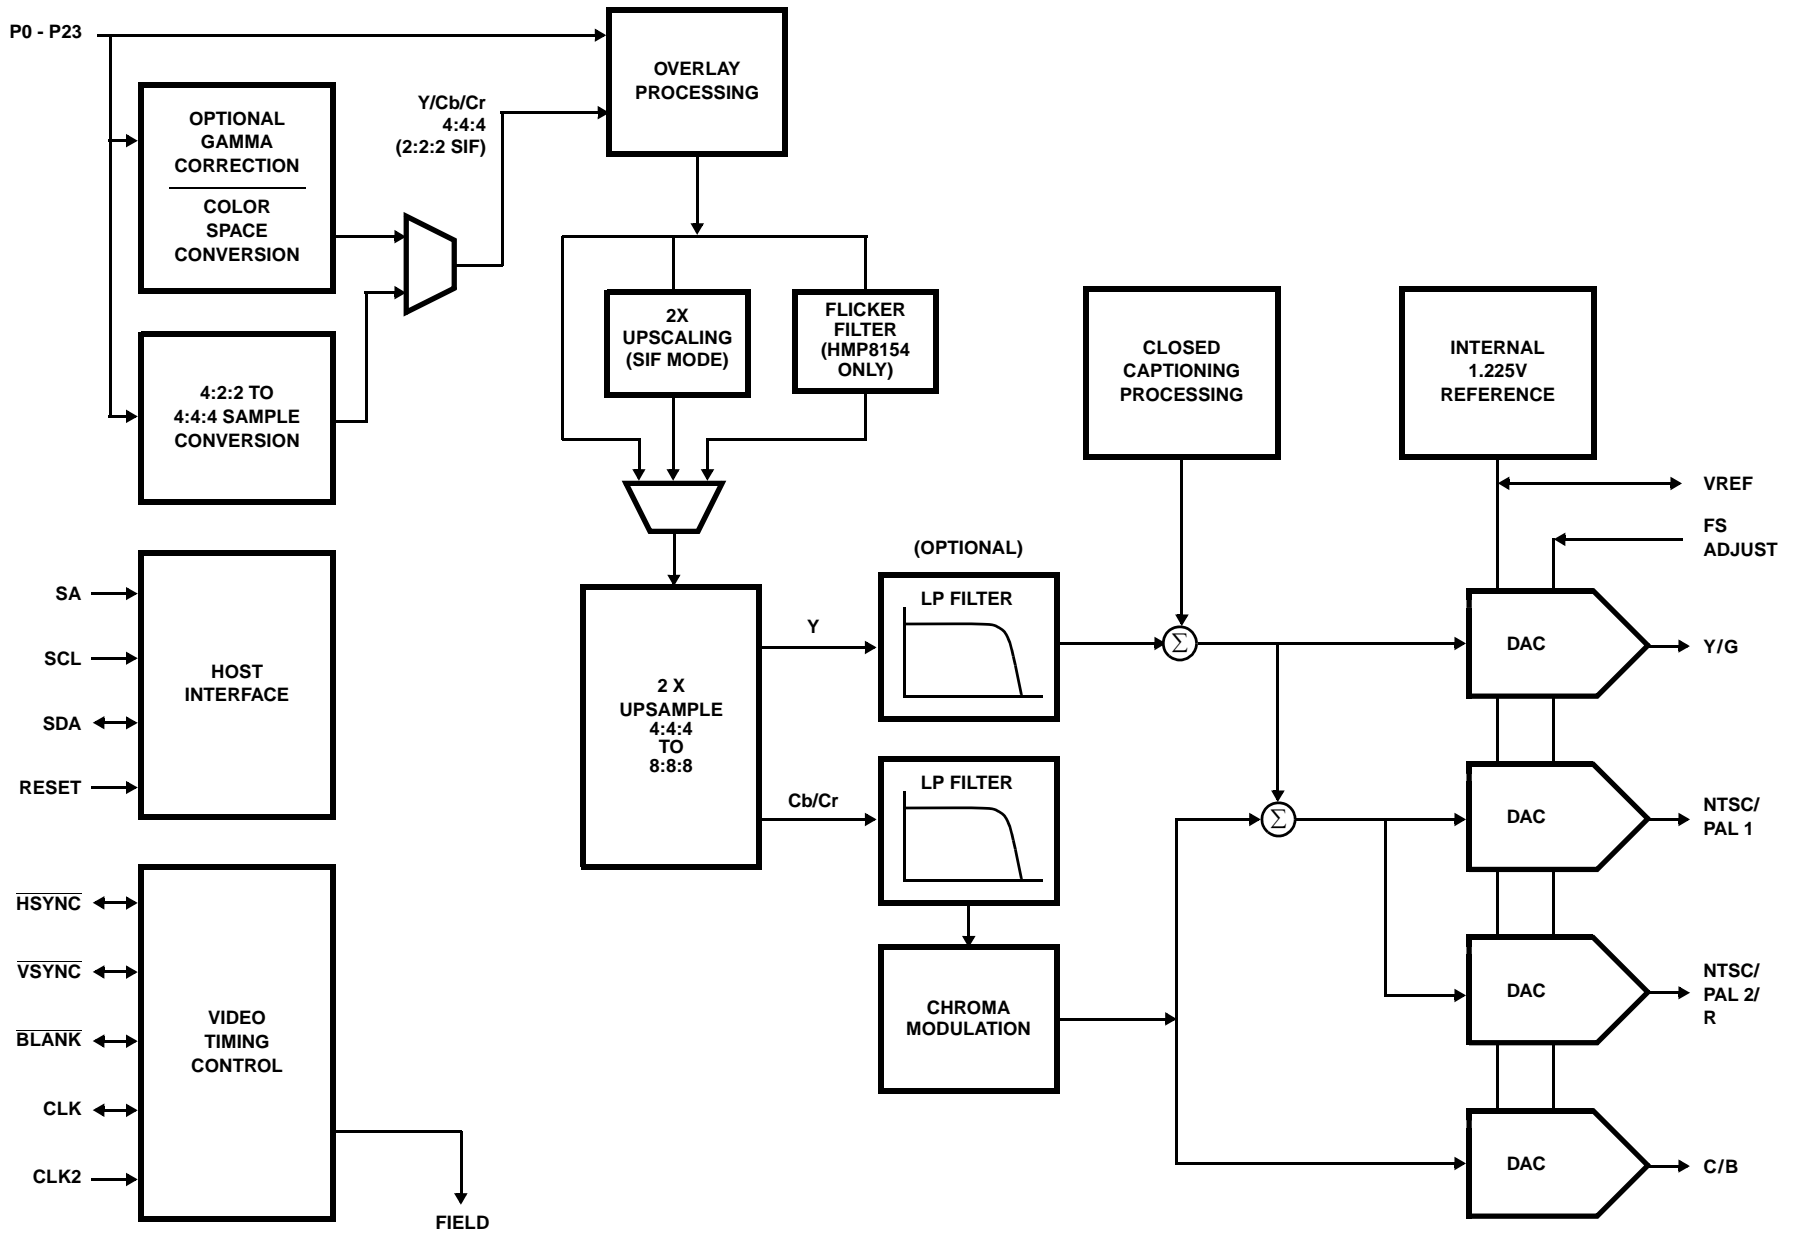 P0 - P23
OVERLAY
PROCESSING
OPTIONAL
GAMMA
CORRECTION
COLOR
SPACE
CONVERSION
Y/Cb/Cr
4:4:4
(2:2:2 SIF)
4:2:2 TO
4:4:4 SAMPLE
CONVERSION
2X
UPSCALING
(SIF MODE)
FLICKER
FILTER
(HMP8154
ONLY)
CLOSED
CAPTIONING
PROCESSING
INTERNAL
1.225V
REFERENCE
VREF
FS
ADJUST
SA
SCL
SDA
RESET
HOST
INTERFACE
2 X
UPSAMPLE
4:4:4
TO
8:8:8
Y
Cb/Cr
(OPTIONAL)
LP FILTER
LP FILTER
CHROMA
MODULATION
Σ
Σ
DAC
Y/G
DAC
NTSC/
PAL 1
DAC
NTSC/
PAL 2/
R
DAC
C/B
HSYNC
VSYNC
BLANK
CLK
CLK2
VIDEO
TIMING
CONTROL
FIELD